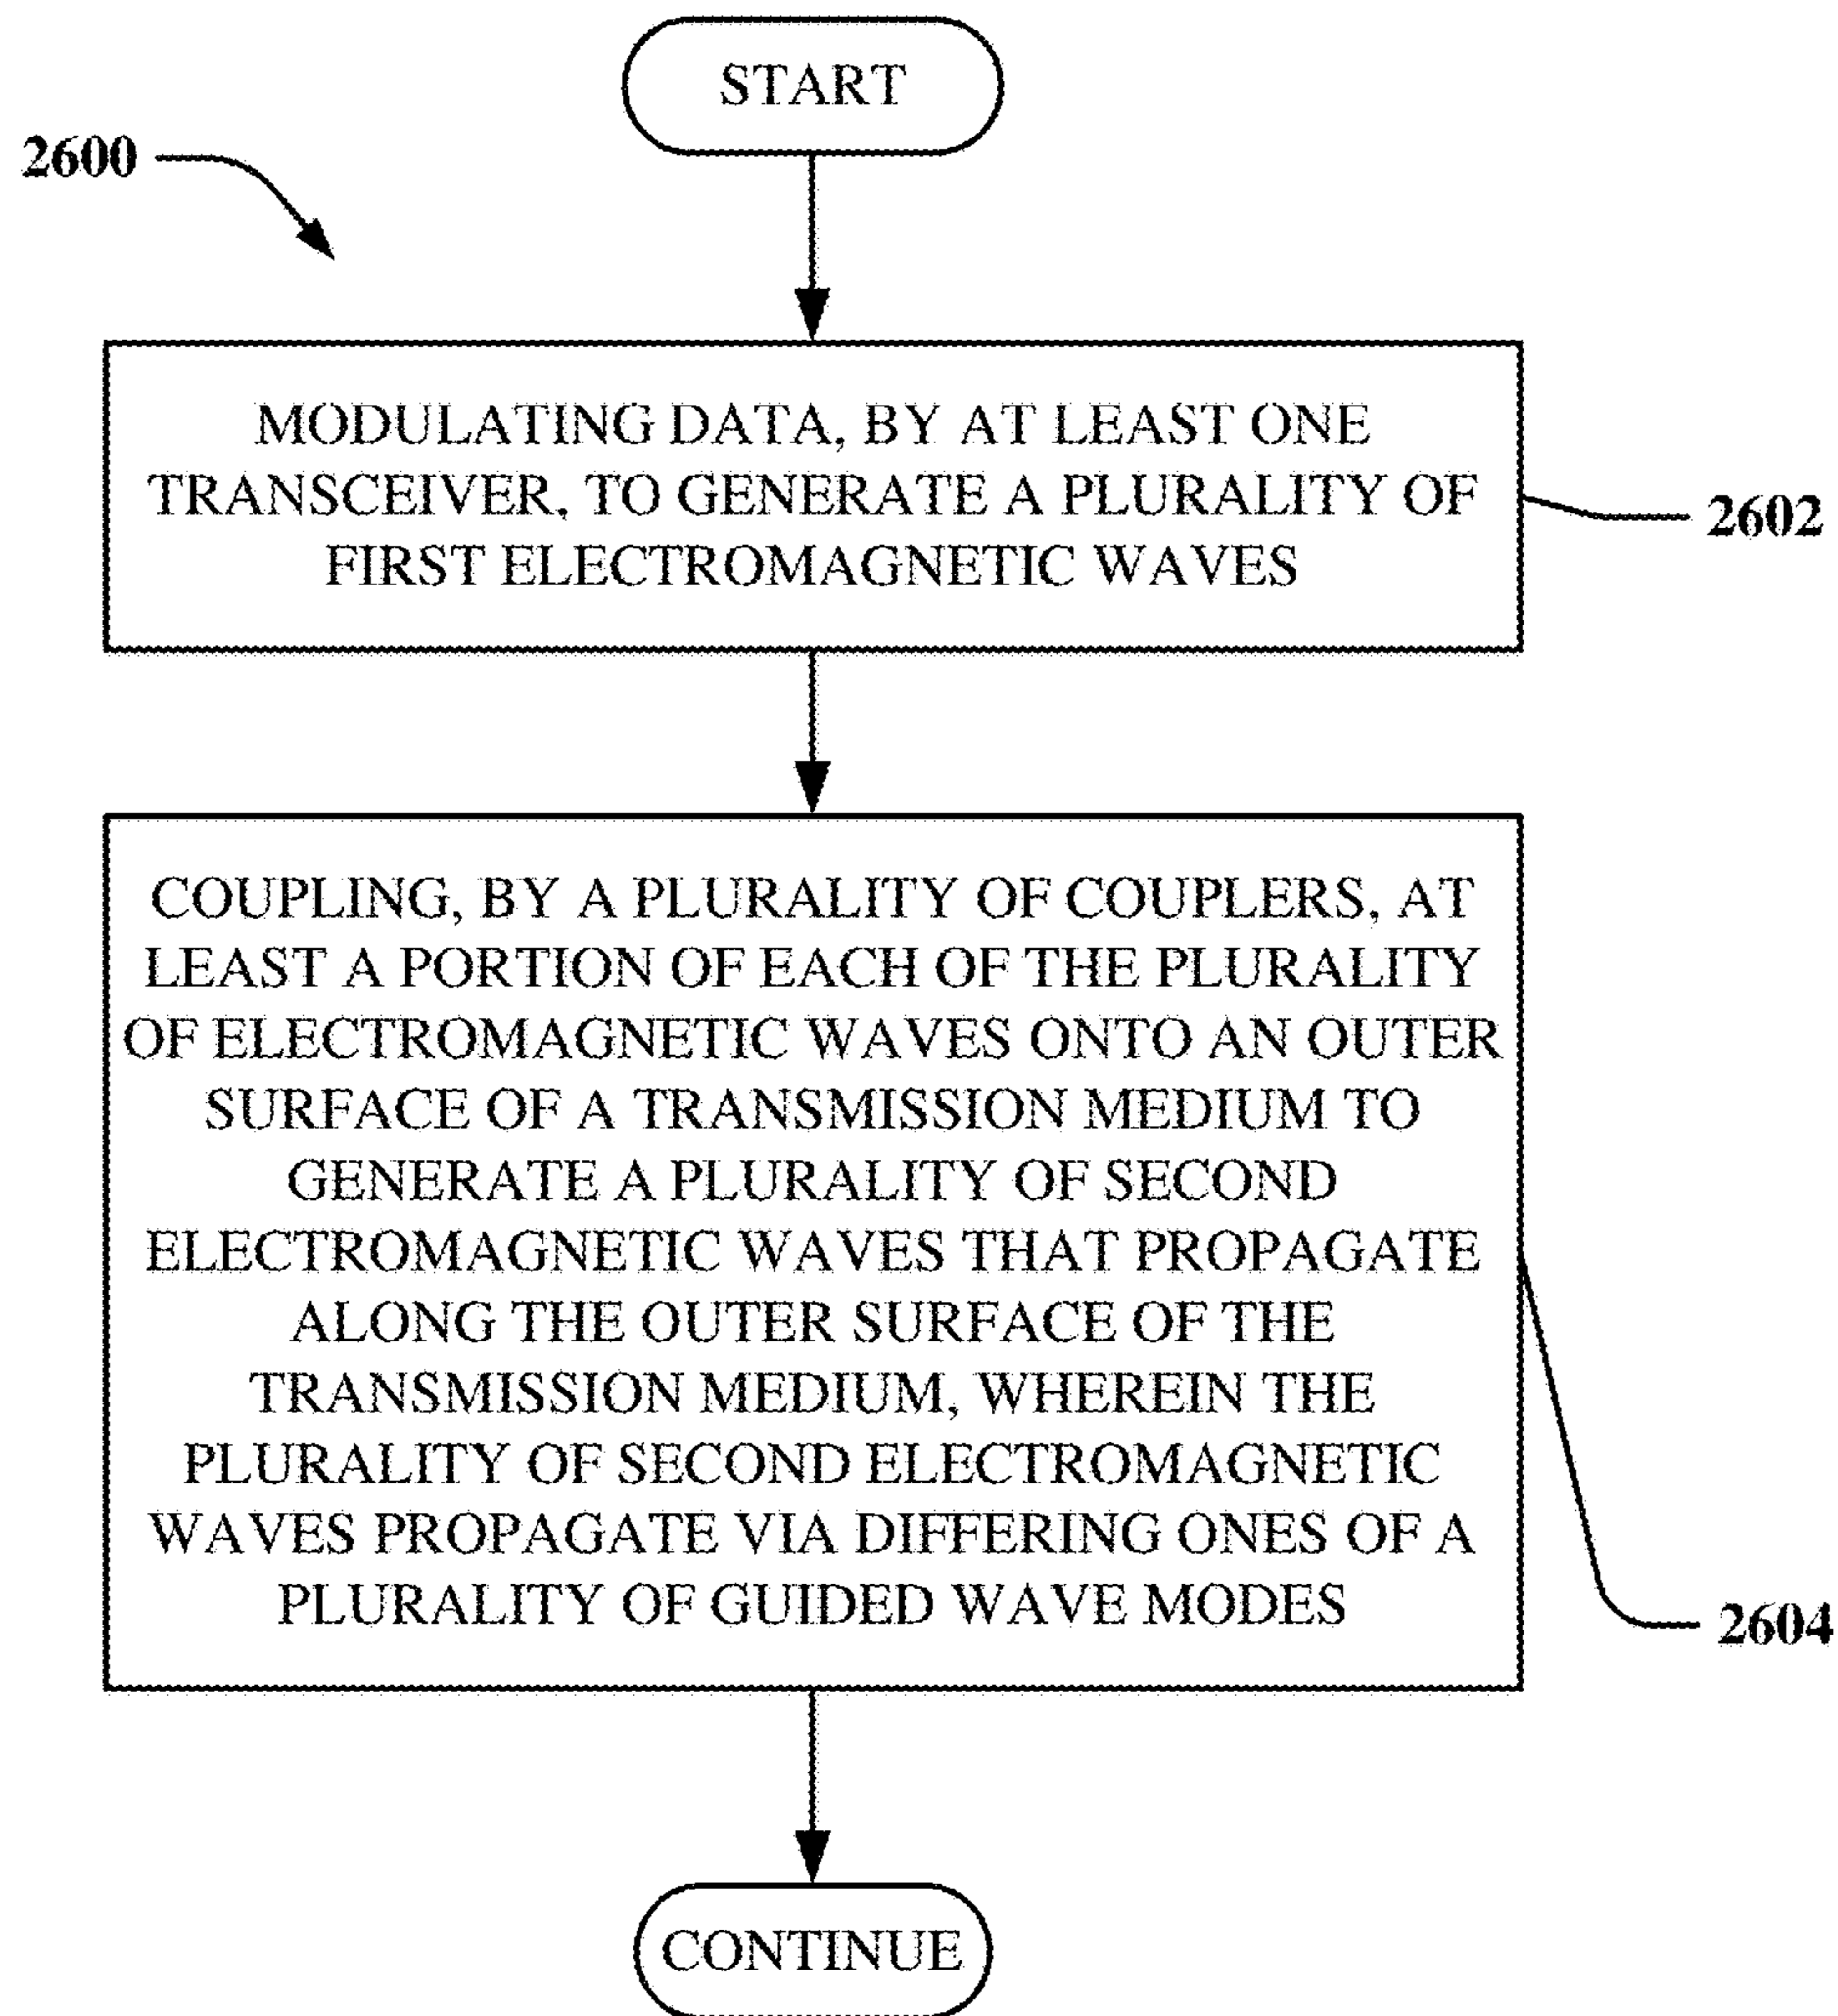 START
2600
MODULATING DATA, BY AT LEAST ONE
TRANSCEIVER, TO GENERATE A PLURALITY OF
FIRST ELECTROMAGNETIC WAVES
2602
COUPLING, BY A PLURALITY OF COUPLERS, AT
LEAST A PORTION OF EACH OF THE PLURALITY
OF ELECTROMAGNETIC WAVES ONTO AN OUTER
SURFACE OF A TRANSMISSION MEDIUM TO
GENERATE A PLURALITY OF SECOND
ELECTROMAGNETIC WAVES THAT PROPAGATE
ALONG THE OUTER SURFACE OF THE
TRANSMISSION MEDIUM, WHEREIN THE
PLURALITY OF SECOND ELECTROMAGNETIC
WAVES PROPAGATE VIA DIFFERING ONES OF A
PLURALITY OF GUIDED WAVE MODES
2604
CONTINUE